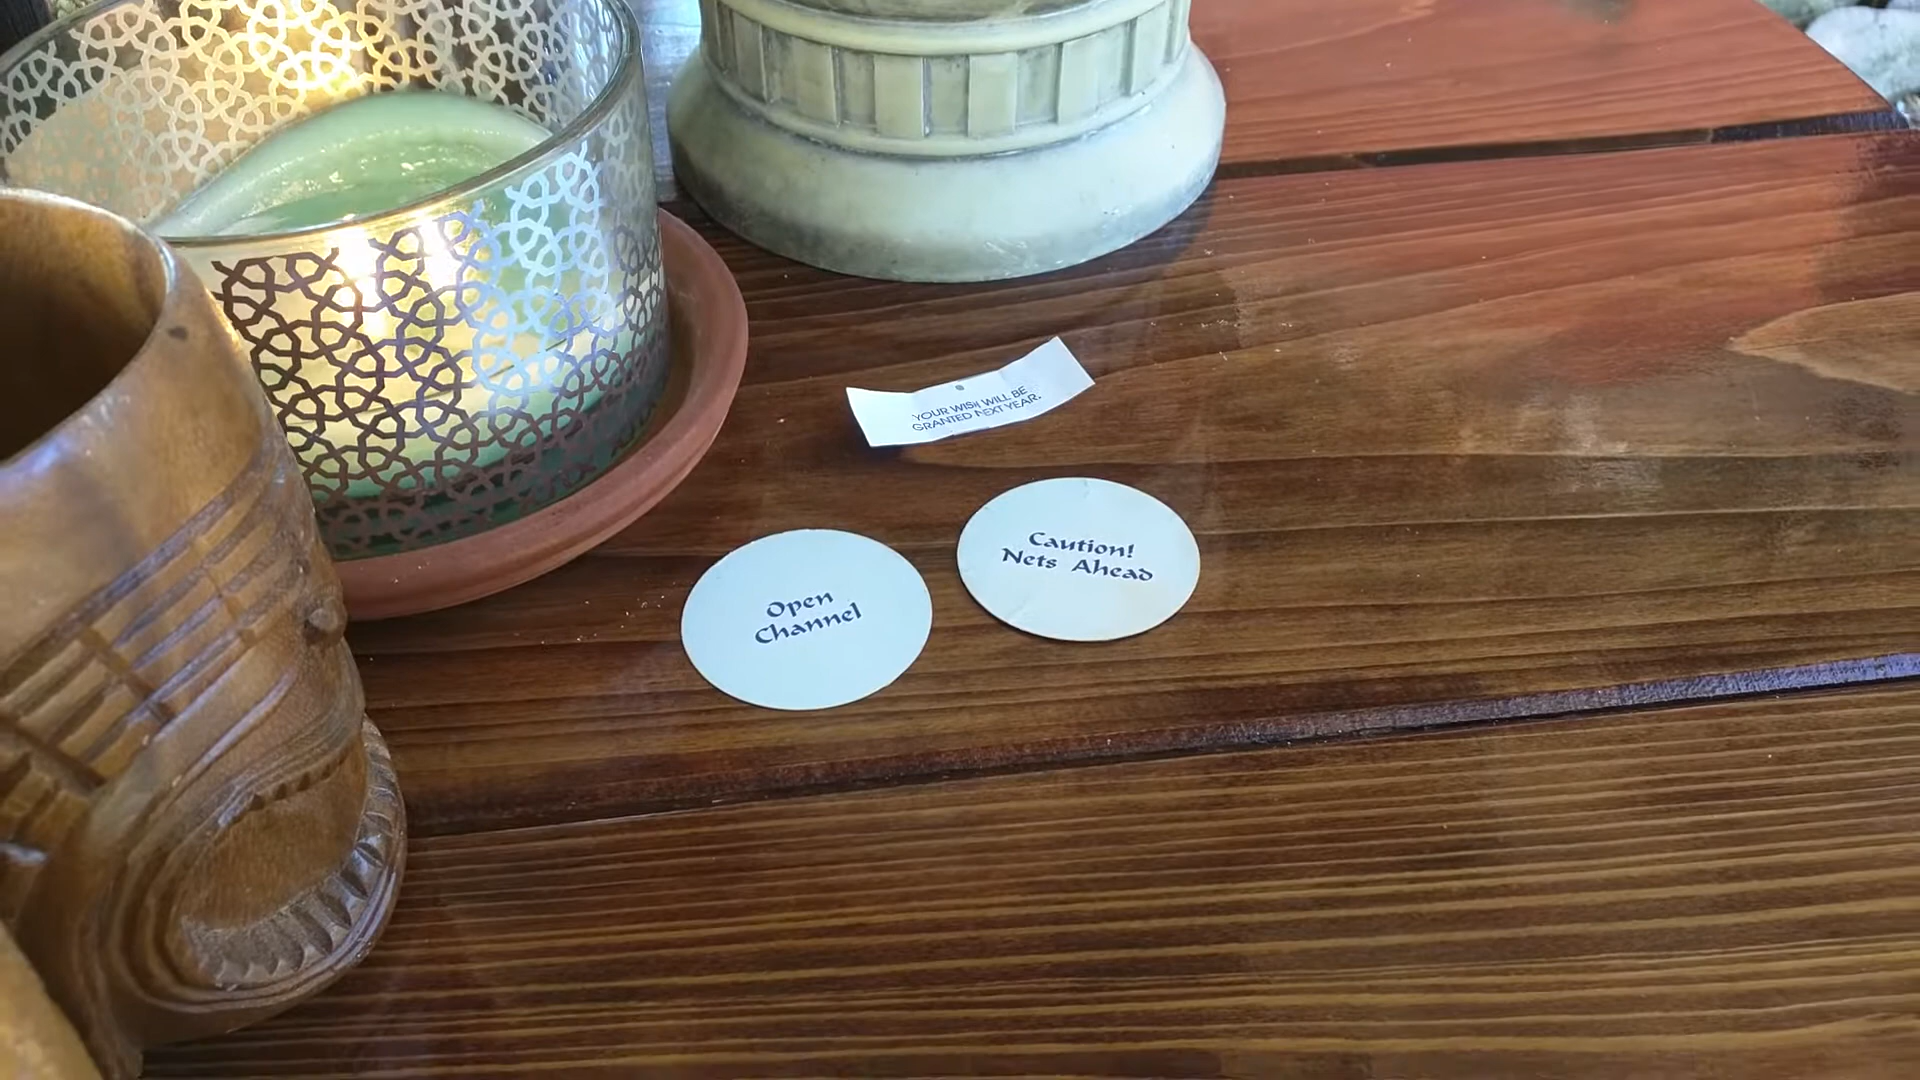 YOUR WISH WILL BE
GRANTED NEXT YEAR.
Caution!
Nets Ahead
Open
Channel